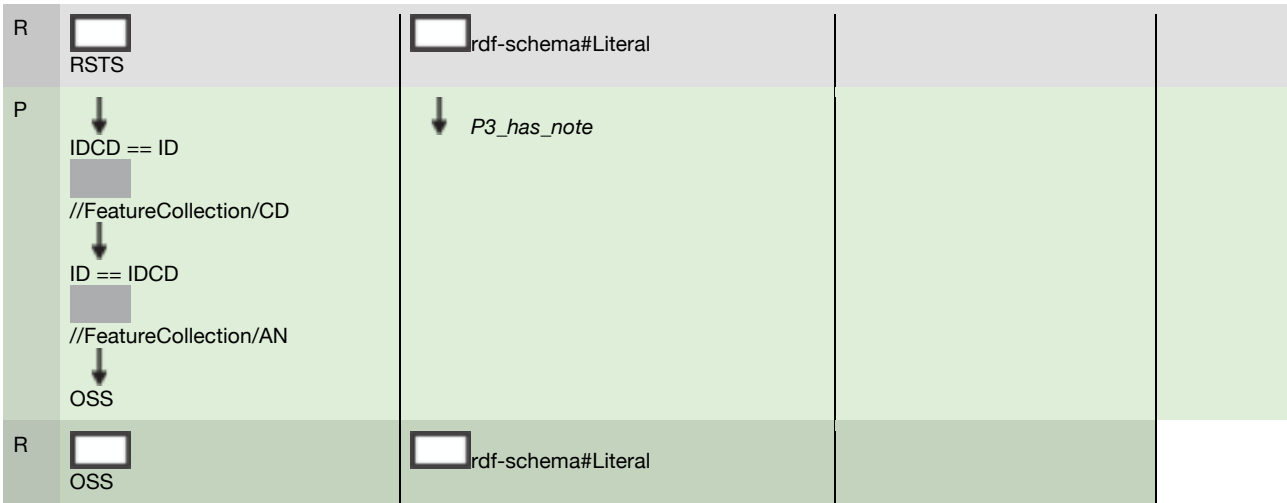 R
RSTS
rdf-schema#Literal
P
IDCD == ID
//FeatureCollection/CD
ID == IDCD
//FeatureCollection/AN
OSS
P3_has_note
R
OSS
rdf-schema#Literal